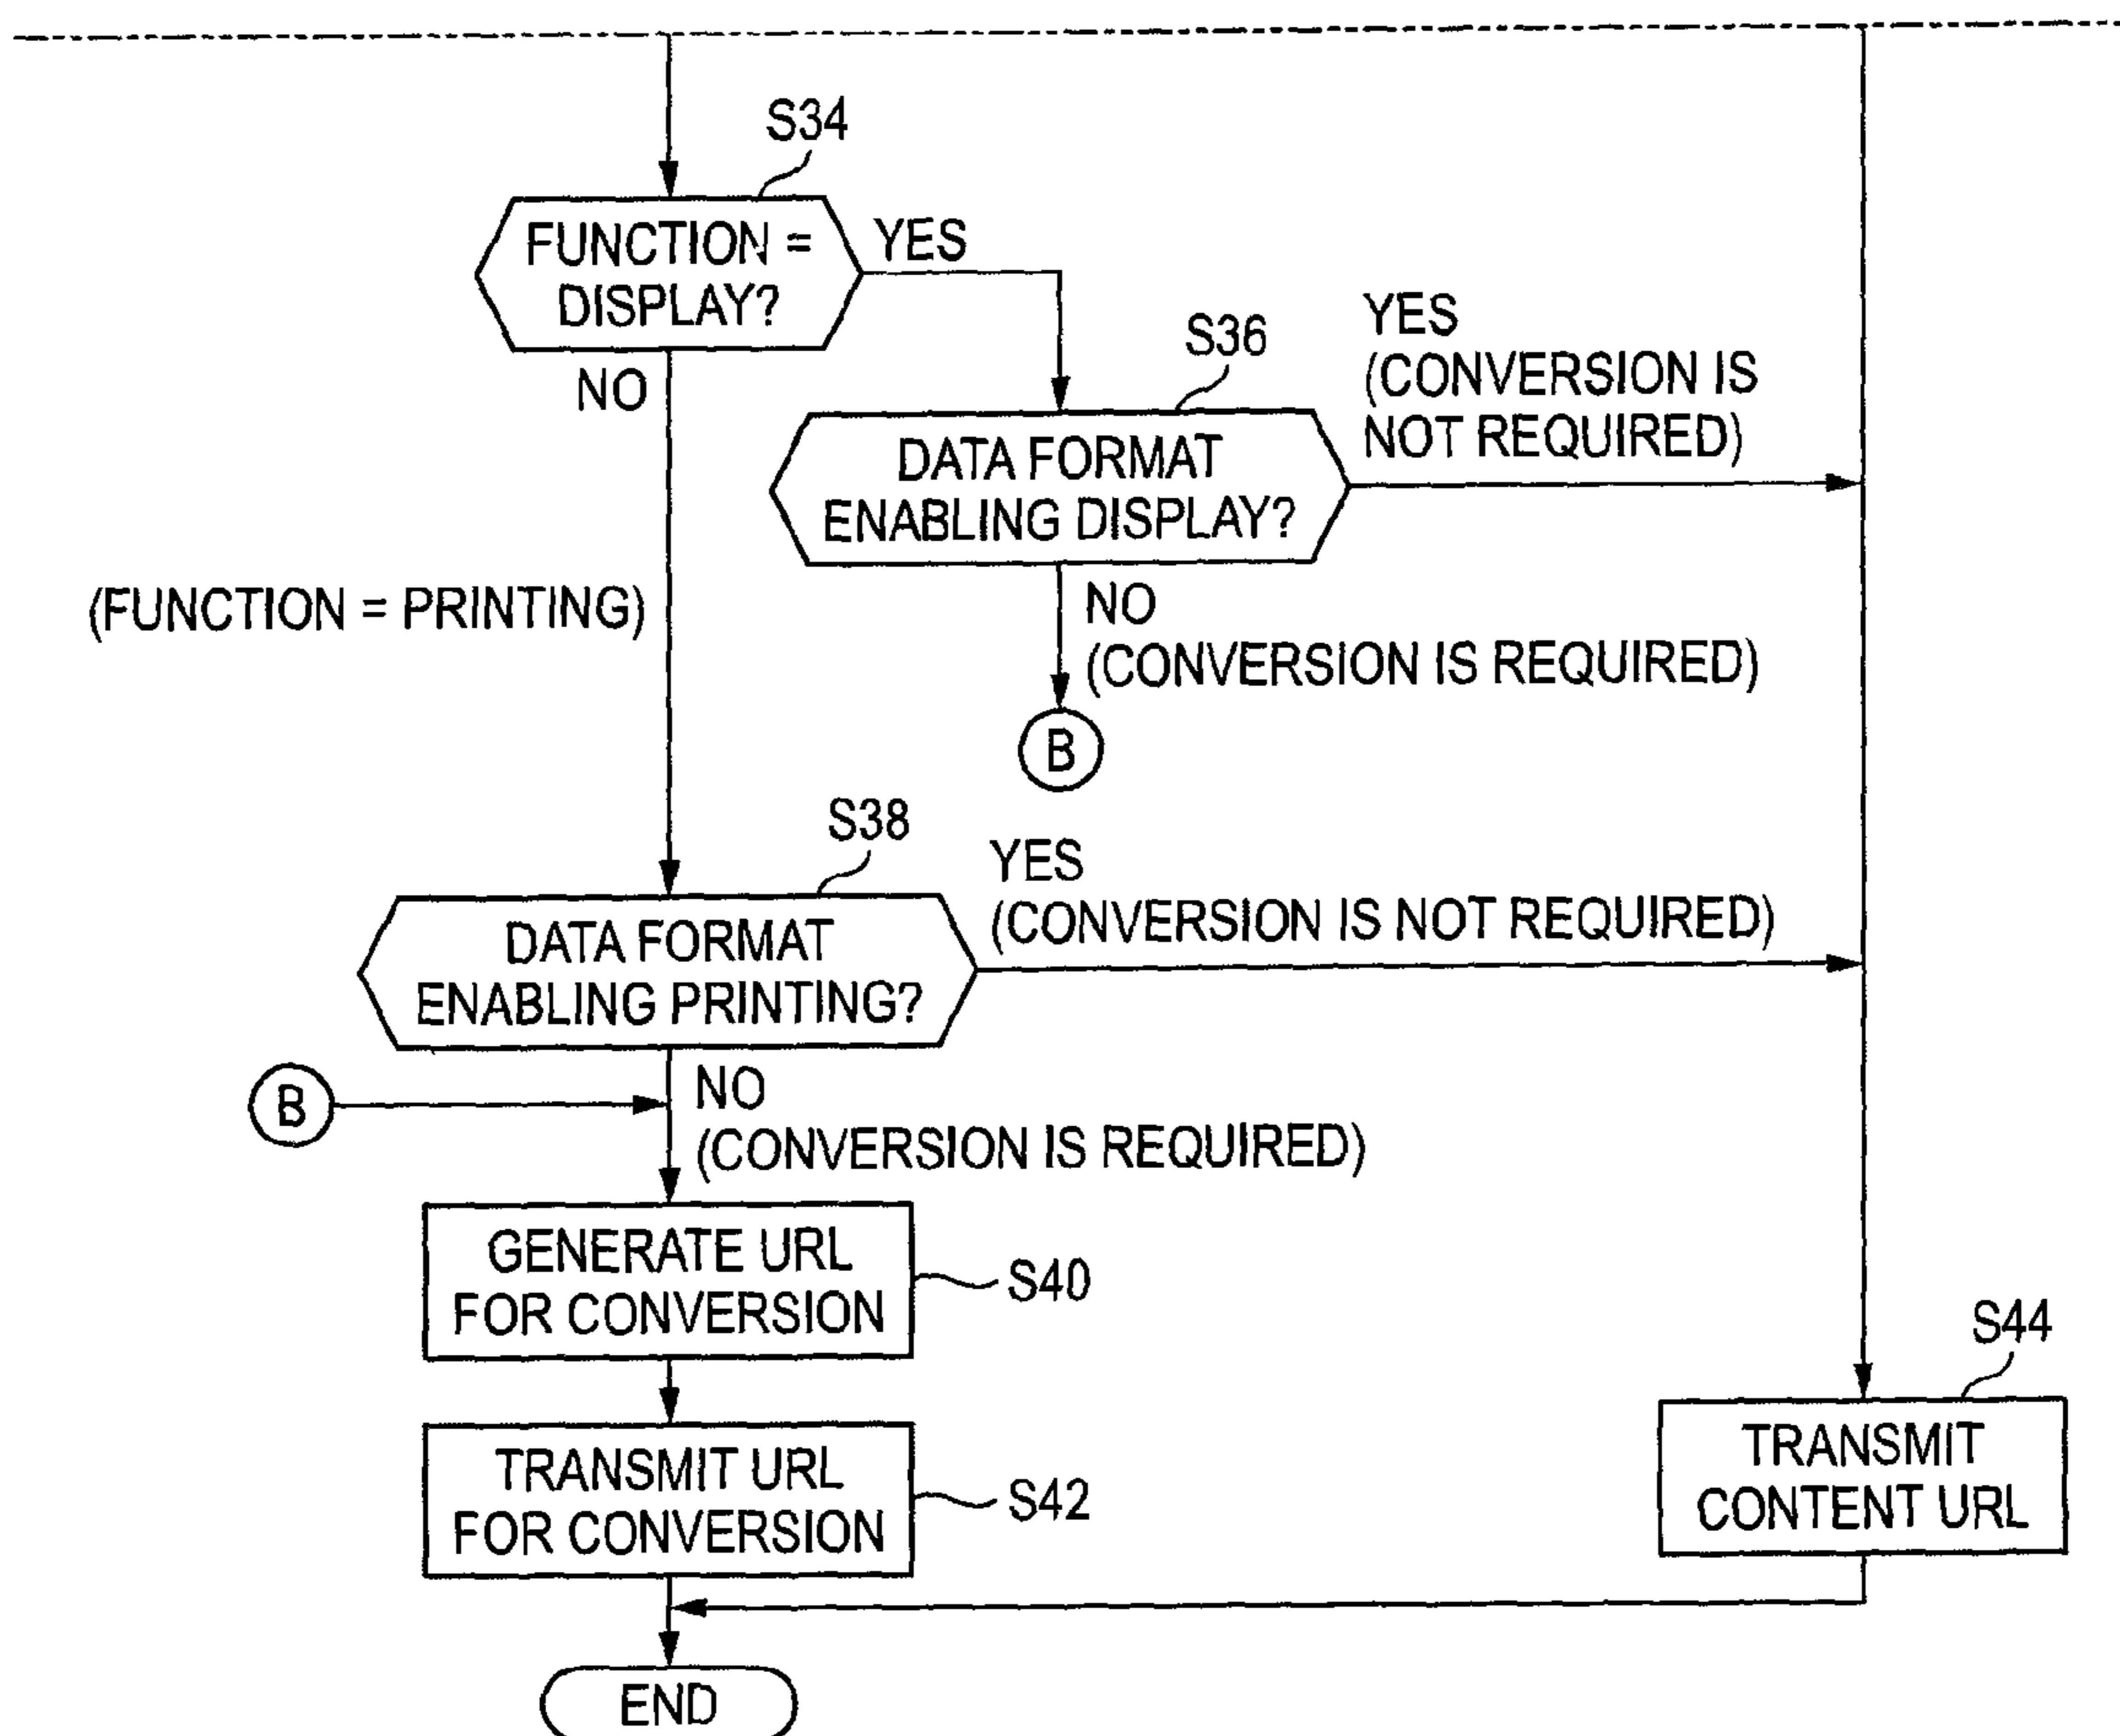 S34
FUNCTION =
DISPLAY?
YES
NO
S36
YES
(CONVERSION IS
NOT REQUIRED)
DATA FORMAT
ENABLING DISPLAY?
(FUNCTION = PRINTING)
NO
(CONVERSION IS REQUIRED)
B
S38
YES
(CONVERSION IS NOT REQUIRED)
DATA FORMAT
ENABLING PRINTING?
B
NO
(CONVERSION IS REQUIRED)
GENERATE URL
FOR CONVERSION
S40
S44
TRANSMIT URL
FOR CONVERSION
S42
TRANSMIT
CONTENT URL
END